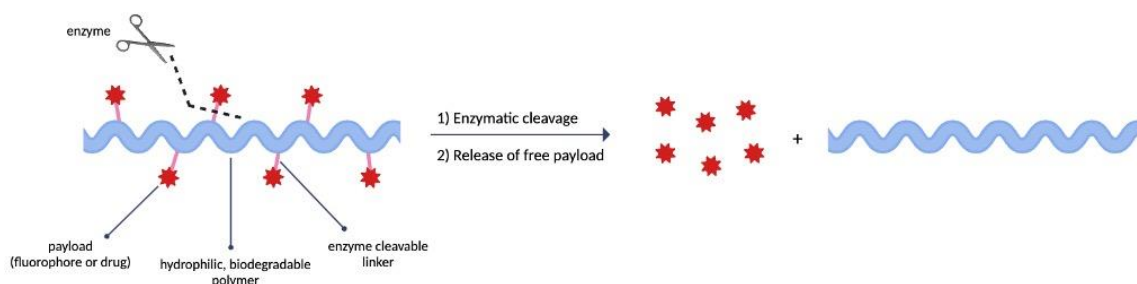 enzyme
1) Enzymatic cleavage
2) Release of free payload
+
payload
(fluorophore or drug)
hydrophilic, biodegradable
polymer
enzyme cleavable
linker